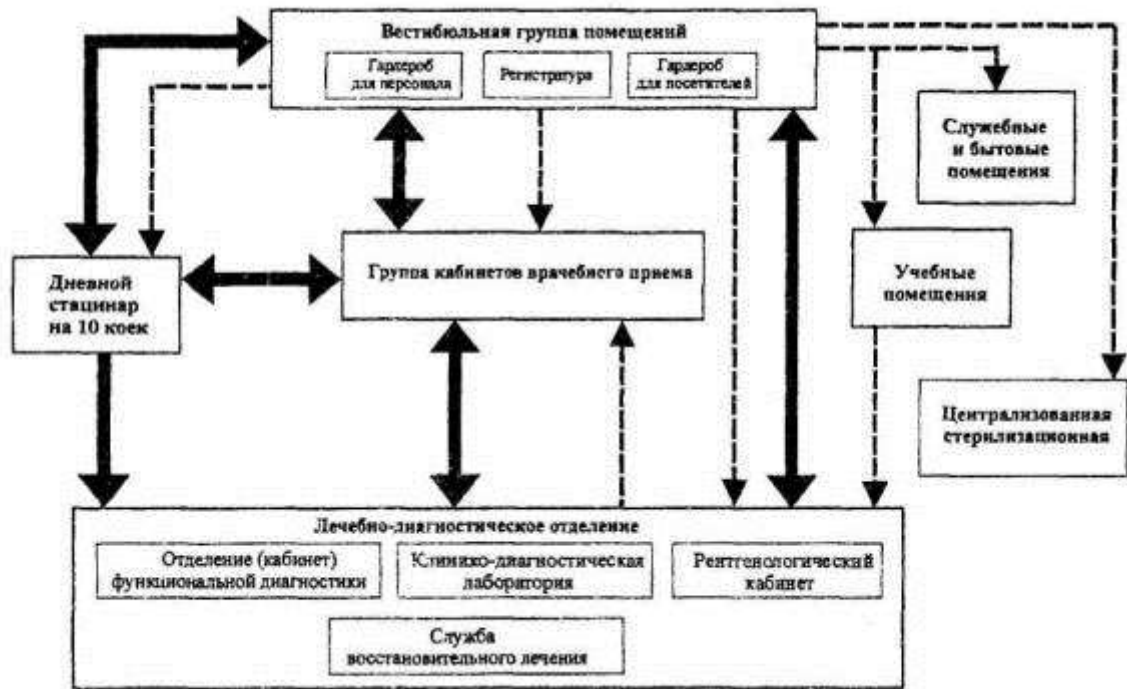 Вестибюльная группа помещений
Гардероб
для персонала
Регистратура
Гардероб
для посетителей
Служебные
и бытовые
помещения
Дневной
стацинар
на 10 коек
Группа кабинетов врачебного приема
Учебные
помещения
Централизованная
стерилизационная
Лечебно-диагностическое отделение
Отделение (кабинет)
функциональной диагностики
Клинихо-диагностическая
лаборатория
Рентгенологический
кабинет
Служба
восстановительного лечения